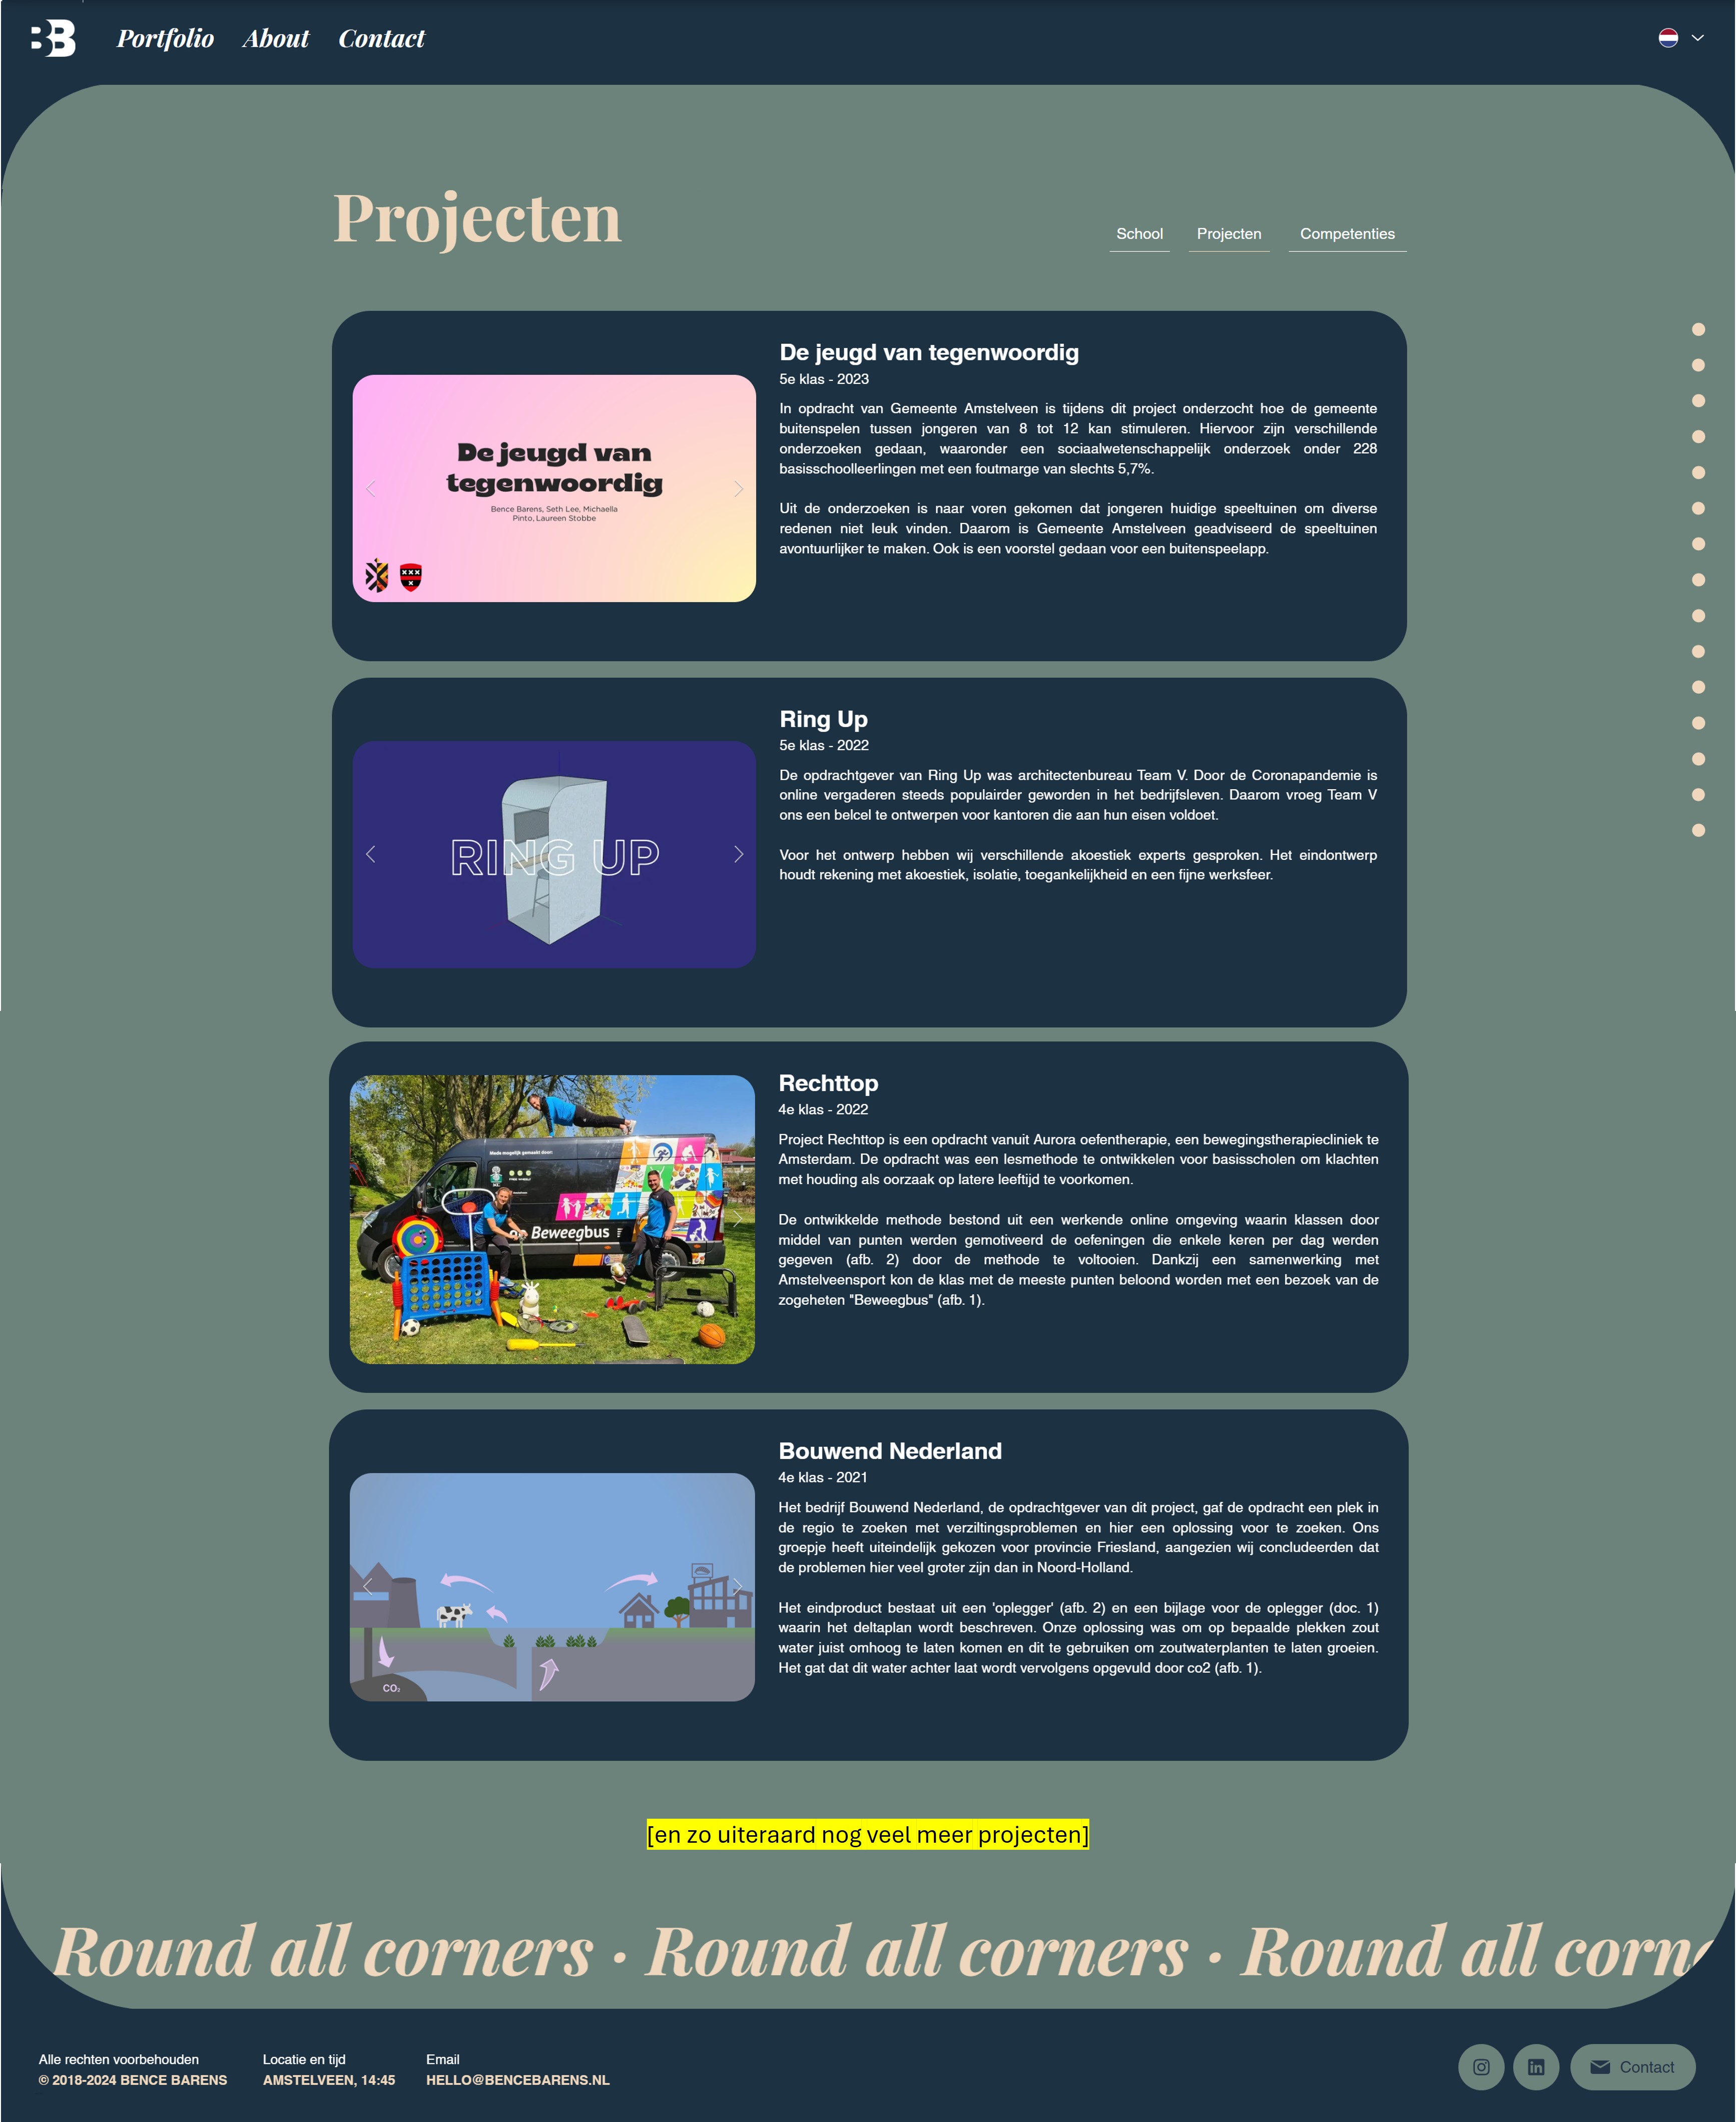 BB
Portfolio About Contact
Projecten
School Projecten Competenties
De jeugd van
tegenwoordig
Bence Barens, Seth Lee, Michaella
Pinto, Laureen Stobbe
De jeugd van tegenwoordig
5e klas - 2023
In opdracht van Gemeente Amstelveen is tijdens dit project onderzocht hoe de gemeente
buitenspelen tussen jongeren van 8 tot 12 kan stimuleren. Hiervoor zijn verschillende
onderzoeken gedaan, waaronder een sociaalwetenschappelijk onderzoek onder 228
basisschoolleerlingen met een foutmarge van slechts 5,7%.
Uit de onderzoeken is naar voren gekomen dat jongeren huidige speeltuinen om diverse
redenen niet leuk vinden. Daarom is Gemeente Amstelveen geadviseerd de speeltuinen
avontuurlijker te maken. Ook is een voorstel gedaan voor een buitenspeelapp.
RING UP
Ring Up
5e klas - 2022
De opdrachtgever van Ring Up was architectenbureau Team V. Door de Coronapandemie is
online vergaderen steeds populairder geworden in het bedrijfsleven. Daarom vroeg Team V
ons een belcel te ontwerpen voor kantoren die aan hun eisen voldoet.
Voor het ontwerp hebben wij verschillende akoestiek experts gesproken. Het eindontwerp
houdt rekening met akoestiek, isolatie, toegankelijkheid en een fijne werksfeer.
Mede mogelijk gemaakt door:
Beweegbus
Rechttop
4e klas - 2022
Project Rechttop is een opdracht vanuit Aurora oefentherapie, een bewegingstherapiecliniek te
Amsterdam. De opdracht was een lesmethode te ontwikkelen voor basisscholen om klachten
met houding als oorzaak op latere leeftijd te voorkomen.
De ontwikkelde methode bestond uit een werkende online omgeving waarin klassen door
middel van punten werden gemotiveerd de oefeningen die enkele keren per dag werden
gegeven (afb. 2) door de methode te voltooien. Dankzij een samenwerking met
Amstelveensport kon de klas met de meeste punten beloond worden met een bezoek van de
zogeheten "Beweegbus" (afb. 1).
CO₂
Bouwend Nederland
4e klas - 2021
Het bedrijf Bouwend Nederland, de opdrachtgever van dit project, gaf de opdracht een plek in
de regio te zoeken met verziltingsproblemen en hier een oplossing voor te zoeken. Ons
groepje heeft uiteindelijk gekozen voor provincie Friesland, aangezien wij concludeerden dat
de problemen hier veel groter zijn dan in Noord-Holland.
Het eindproduct bestaat uit een 'oplegger' (afb. 2) en een bijlage voor de oplegger (doc. 1)
waarin het deltaplan wordt beschreven. Onze oplossing was om op bepaalde plekken zout
water juist omhoog te laten komen en dit te gebruiken om zoutwaterplanten te laten groeien.
Het gat dat dit water achter laat wordt vervolgens opgevuld door co2 (afb. 1).
[en zo uiteraard nog veel meer projecten]
Round all corners · Round all corners · Round all corne
Alle rechten voorbehouden
© 2018-2024 BENCE BARENS
Locatie en tijd
AMSTELVEEN, 14:45
Email
HELLO@BENCEBARENS.NL
Contact